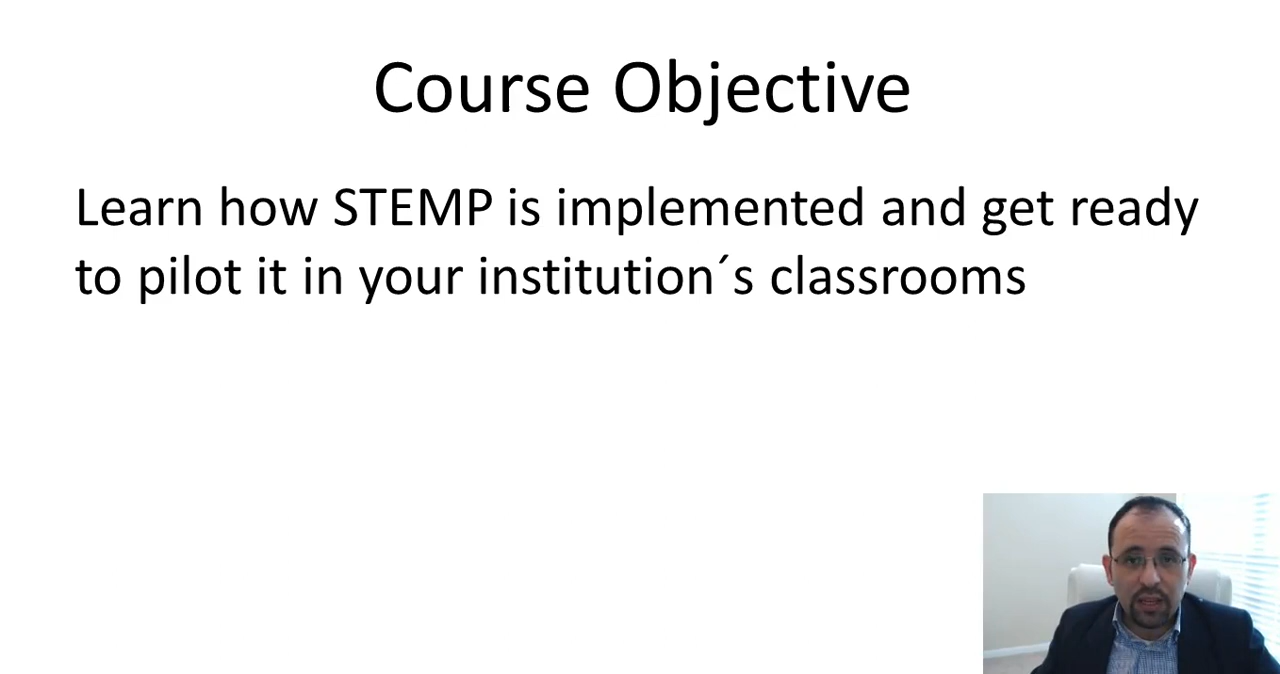 Course Objective
Learn how STEMP is implemented and get ready
to pilot it in your institution´s classrooms